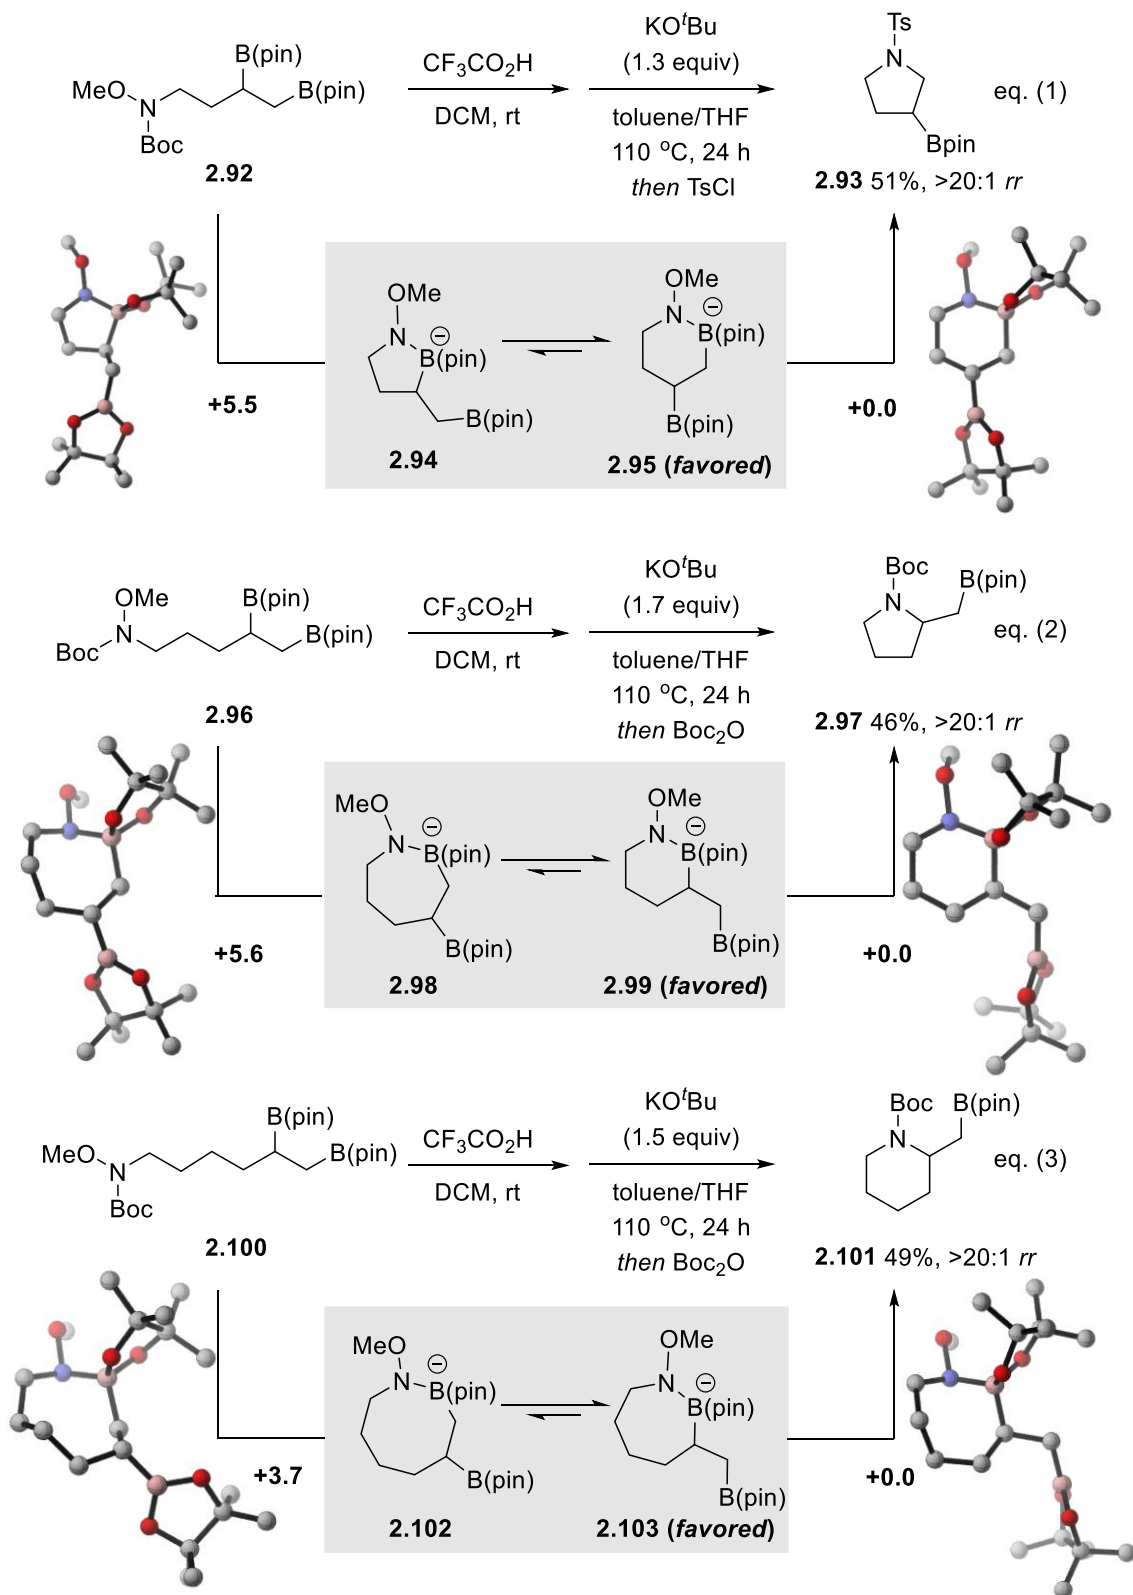 B(pin)
MeO
N
B(pin)
Boc
2.92
CF₃CO₂H
DCM, rt
KOᵗBu
(1.3 equiv)
toluene/THF
110 °C, 24 h
then TsCl
Ts
N
Bpin
eq. (1)
2.93 51%, >20:1 rr
OMe
N
⊖
B(pin)
B(pin)
+5.5
2.94
OMe
N
⊖
B(pin)
B(pin)
+0.0
2.95 (favored)
OMe
B(pin)
Boc
N
B(pin)
2.96
CF₃CO₂H
DCM, rt
KOᵗBu
(1.7 equiv)
toluene/THF
110 °C, 24 h
then Boc₂O
Boc
B(pin)
N
eq. (2)
2.97 46%, >20:1 rr
MeO
⊖
N
B(pin)
B(pin)
+5.6
2.98
OMe
N
⊖
B(pin)
B(pin)
+0.0
2.99 (favored)
B(pin)
MeO
N
B(pin)
Boc
2.100
CF₃CO₂H
DCM, rt
KOᵗBu
(1.5 equiv)
toluene/THF
110 °C, 24 h
then Boc₂O
Boc
B(pin)
N
eq. (3)
2.101 49%, >20:1 rr
MeO
⊖
N
B(pin)
B(pin)
+3.7
2.102
OMe
N
⊖
B(pin)
B(pin)
+0.0
2.103 (favored)